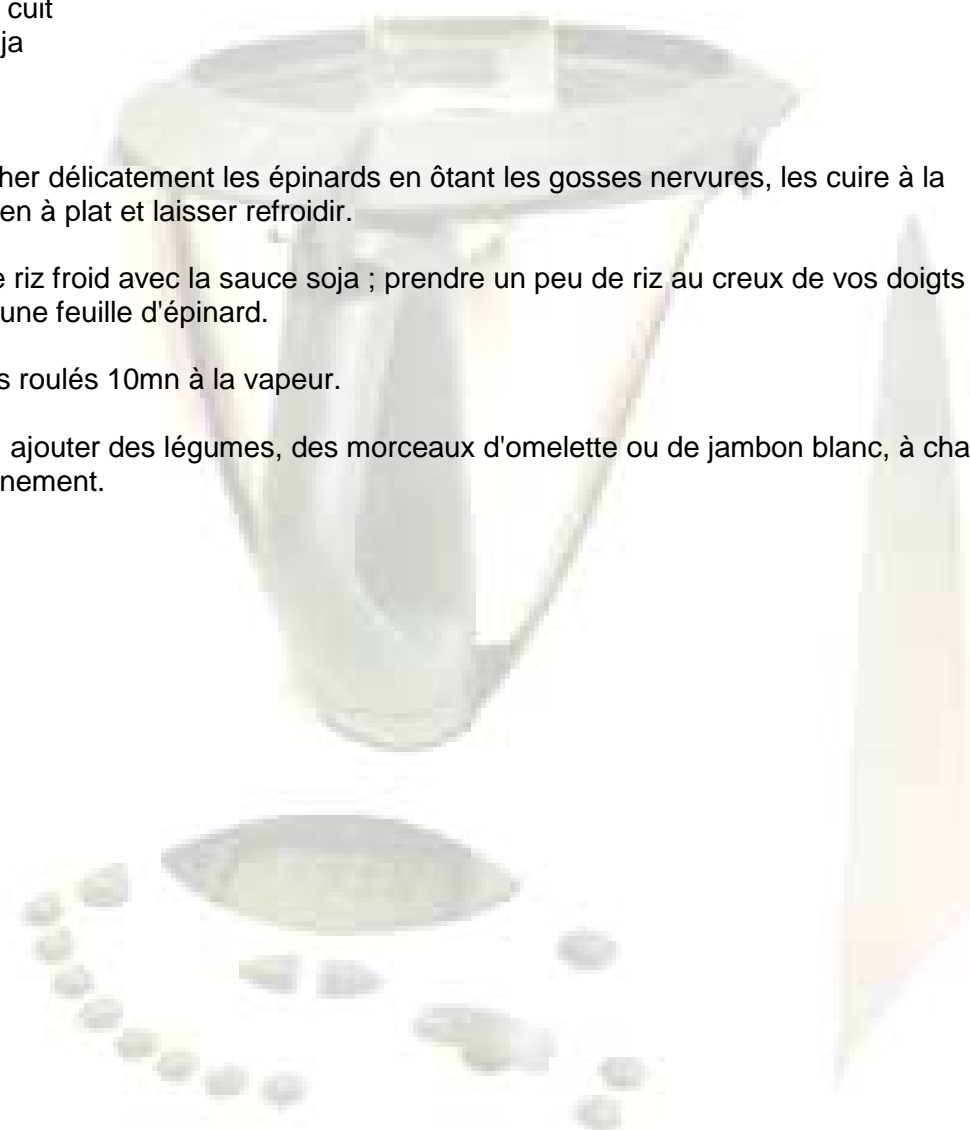 cuit
ja
her délicatement les épinards en ôtant les gosses nervures, les cuire à la
en à plat et laisser refroidir.
e riz froid avec la sauce soja ; prendre un peu de riz au creux de vos doigts
une feuille d'épinard.
s roulés 10mn à la vapeur.
ajouter des légumes, des morceaux d'omelette ou de jambon blanc, à cha
nement.